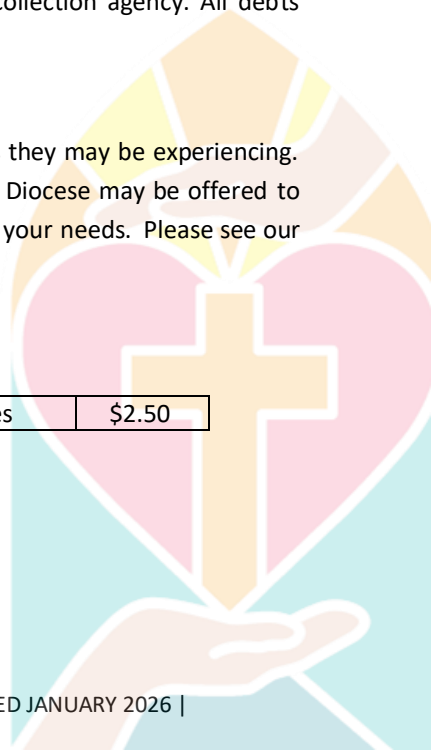 collection agency. All debts
they may be experiencing.
Diocese may be offered to
your needs. Please see our
es $2.50
ED JANUARY 2026 |